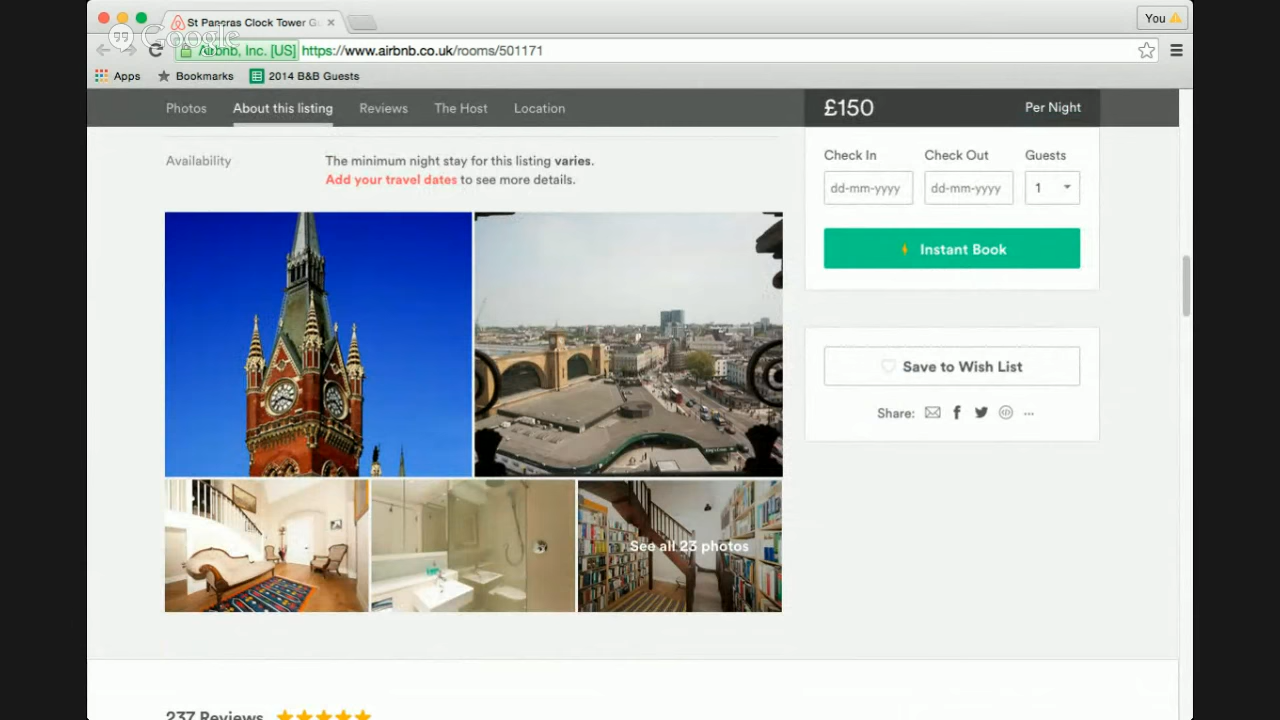 St Pancras Clock Tower G
You
Google
Airbnb, Inc. [US] https://www.airbnb.co.uk/rooms/501171
Apps Bookmarks 2014 B&B Guests
Photos About this listing Reviews The Host Location
£150 Per Night
Availability The minimum night stay for this listing varies.
Add your travel dates to see more details.
Check In Check Out Guests
dd-mm-yyyy dd-mm-yyyy 1
Instant Book
Save to Wish List
Share:
See all 23 photos
237 Reviews